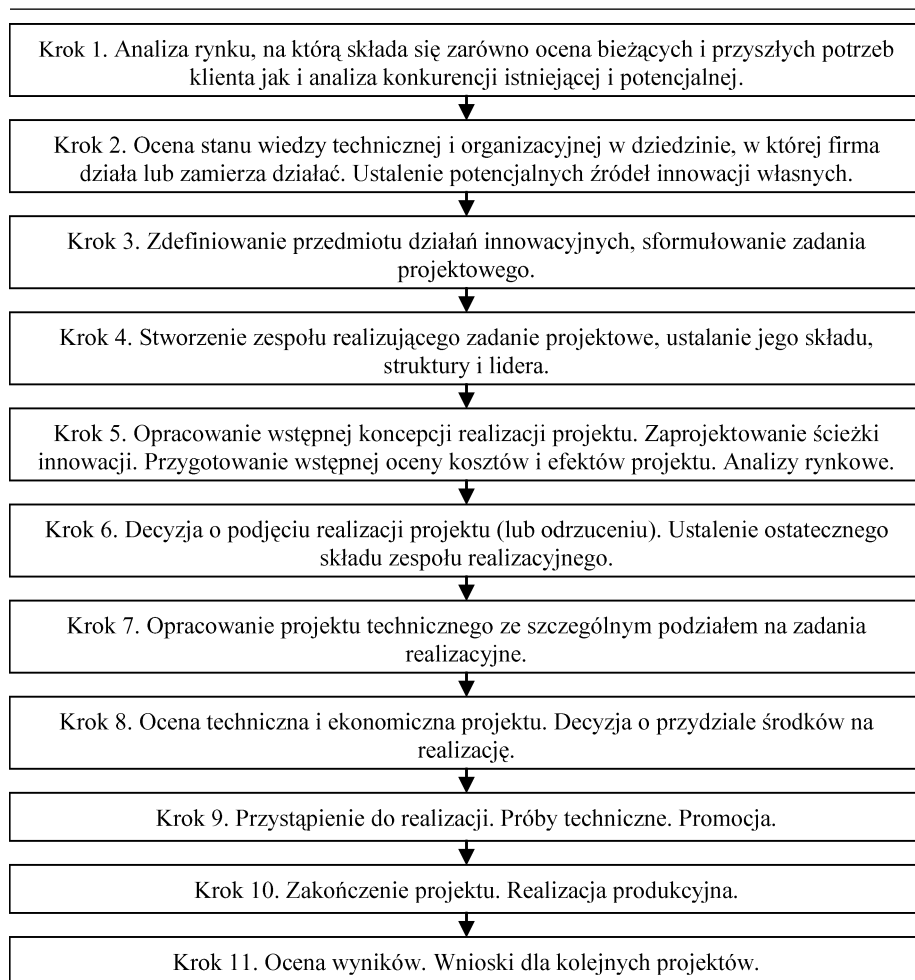 Krok 1. Analiza rynku, na którą składa się zarówno ocena bieżących i przyszłych potrzeb
klienta jak i analiza konkurencji istniejącej i potencjalnej.
Krok 2. Ocena stanu wiedzy technicznej i organizacyjnej w dziedzinie, w której firma
działa lub zamierza działać. Ustalenie potencjalnych źródeł innowacji własnych.
Krok 3. Zdefiniowanie przedmiotu działań innowacyjnych, sformułowanie zadania
projektowego.
Krok 4. Stworzenie zespołu realizującego zadanie projektowe, ustalanie jego składu,
struktury i lidera.
Krok 5. Opracowanie wstępnej koncepcji realizacji projektu. Zaprojektowanie ścieżki
innowacji. Przygotowanie wstępnej oceny kosztów i efektów projektu. Analizy rynkowe.
Krok 6. Decyzja o podjęciu realizacji projektu (lub odrzuceniu). Ustalenie ostatecznego
składu zespołu realizacyjnego.
Krok 7. Opracowanie projektu technicznego ze szczególnym podziałem na zadania
realizacyjne.
Krok 8. Ocena techniczna i ekonomiczna projektu. Decyzja o przydziale środków na
realizację.
Krok 9. Przystąpienie do realizacji. Próby techniczne. Promocja.
Krok 10. Zakończenie projektu. Realizacja produkcyjna.
Krok 11. Ocena wyników. Wnioski dla kolejnych projektów.